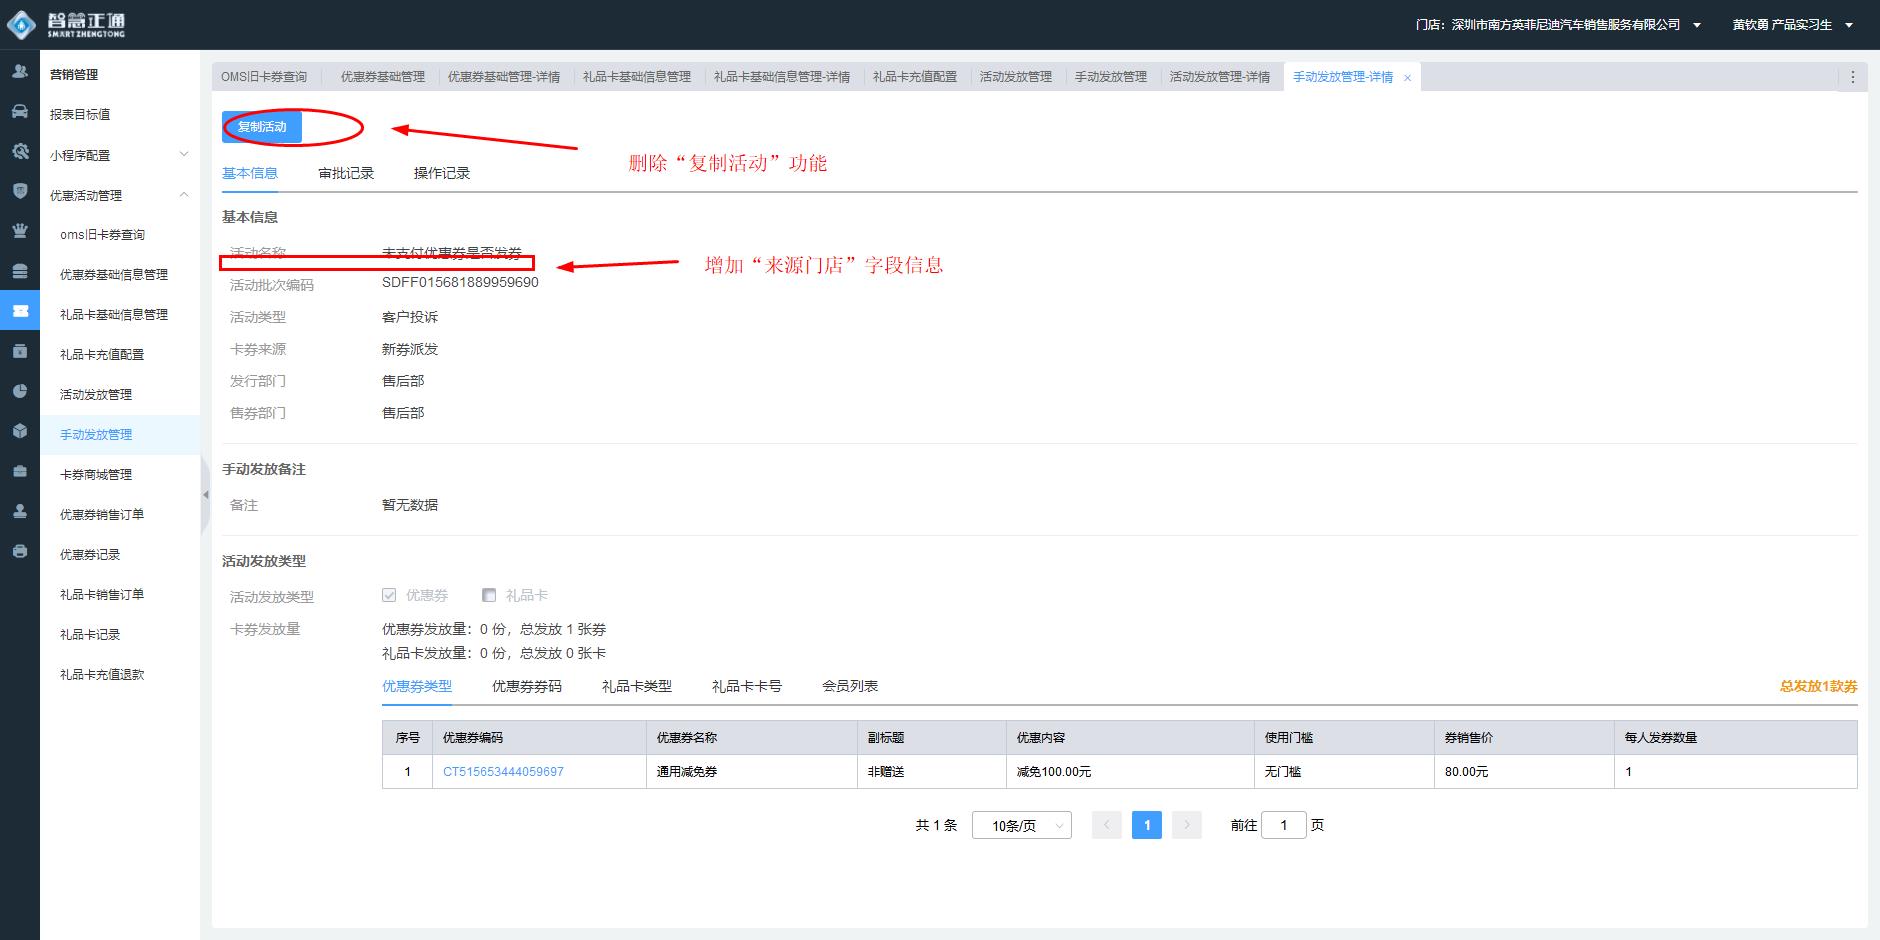 智慧正通
SMART ZHENGTONG
门店：深圳市南方英菲尼迪汽车销售服务有限公司
黄钦勇 产品实习生
营销管理
报表目标值
小程序配置
优惠活动管理
oms旧卡券查询
优惠券基础信息管理
礼品卡基础信息管理
礼品卡充值配置
活动发放管理
手动发放管理
卡券商城管理
优惠券销售订单
优惠券记录
礼品卡销售订单
礼品卡记录
礼品卡充值退款
OMS旧卡券查询 优惠券基础管理 优惠券基础管理-详情 礼品卡基础信息管理 礼品卡基础信息管理-详情 礼品卡充值配置 活动发放管理 手动发放管理 活动发放管理-详情 手动发放管理-详情 ×
复制活动
删除“复制活动”功能
基本信息 审批记录 操作记录
基本信息
活动名称 未支付优惠券是否发券
增加“来源门店”字段信息
活动批次编码 SDFF015681889959690
活动类型 客户投诉
卡券来源 新券派发
发行部门 售后部
售券部门 售后部
手动发放备注
备注 暂无数据
活动发放类型
活动发放类型 优惠券 礼品卡
卡券发放量 优惠券发放量：0 份，总发放 1 张券
礼品卡发放量：0 份，总发放 0 张卡
优惠券类型 优惠券券码 礼品卡类型 礼品卡卡号 会员列表 总发放1款券
序号 优惠券编码 优惠券名称 副标题 优惠内容 使用门槛 券销售价 每人发券数量
1 CT515653444059697 通用减免券 非赠送 减免100.00元 无门槛 80.00元 1
共 1 条 10条/页 < 1 > 前往 1 页